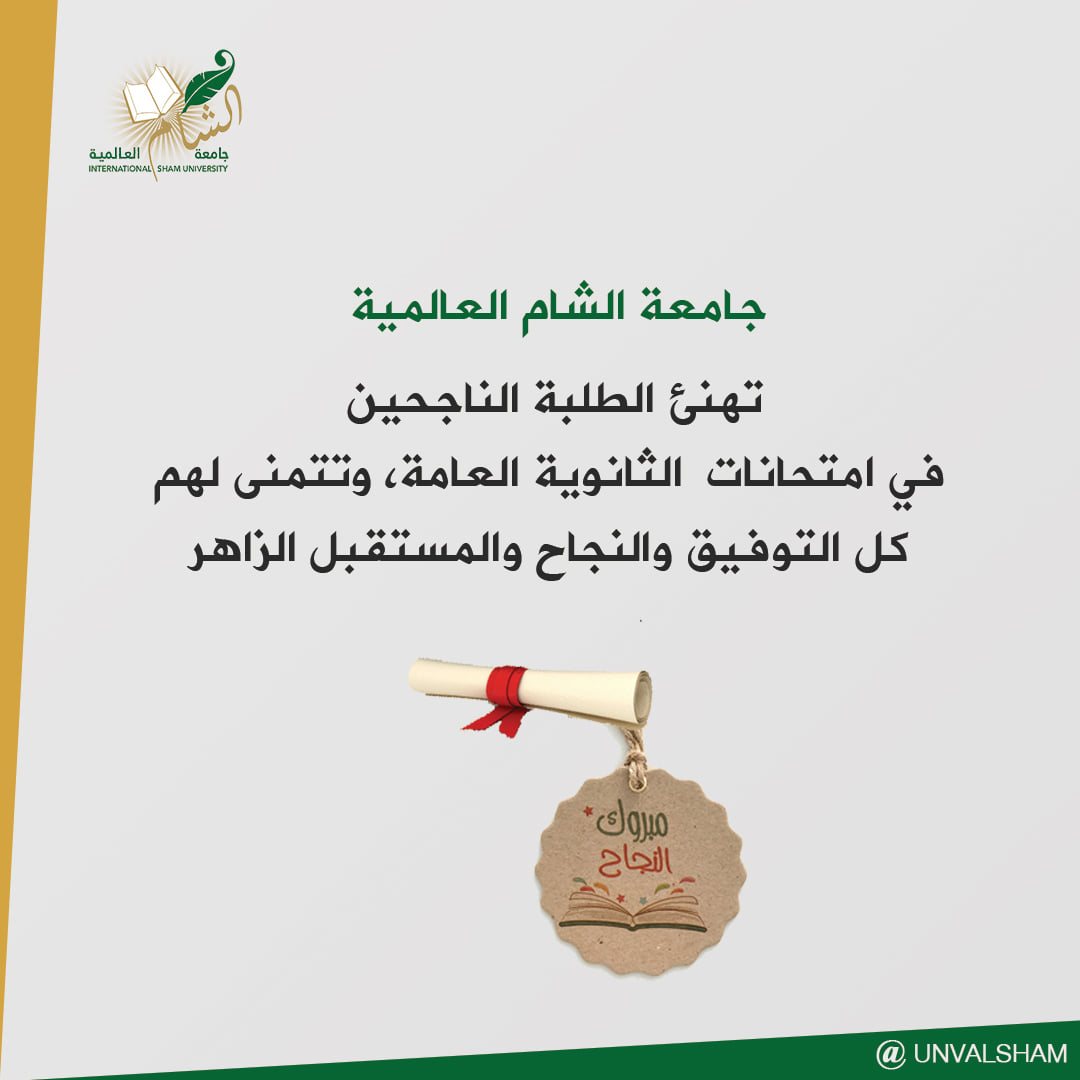 الشام
جامعة العالمية
INTERNATIONAL SHAM UNIVERSITY
جامعة الشام العالمية
تهنئ الطلبة الناجحين
في امتحانات الثانوية العامة، وتتمنى لهم
كل التوفيق والنجاح والمستقبل الزاهر
مبروك
النجاح
@UNVALSHAM